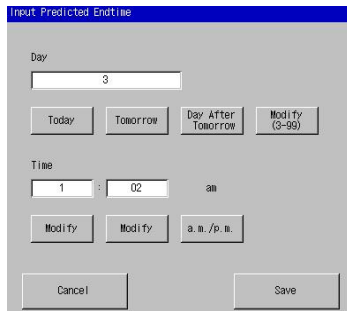 Input Predicted Endtime
Day
3
Today Tomorrow Day After Tomorrow Modify (3-99)
Time
1 : 02 am
Modify Modify a.m./p.m.
Cancel Save